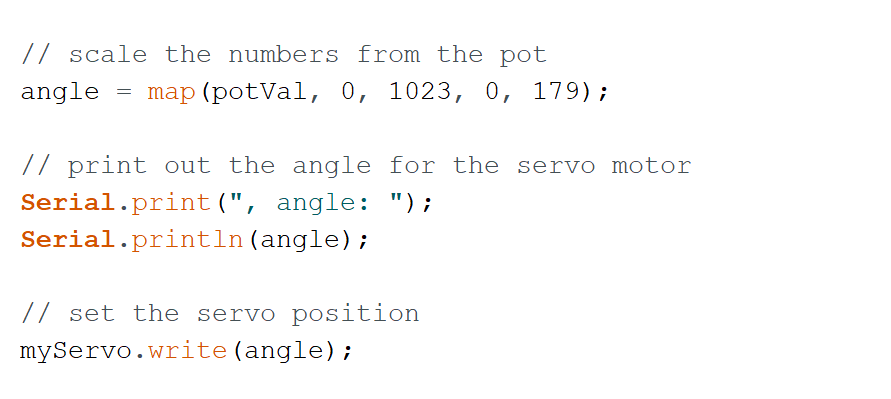 // scale the numbers from the pot
angle = map(potVal, 0, 1023, 0, 179);
// print out the angle for the servo motor
Serial.print(", angle: ");
Serial.println(angle);
// set the servo position
myServo.write(angle);